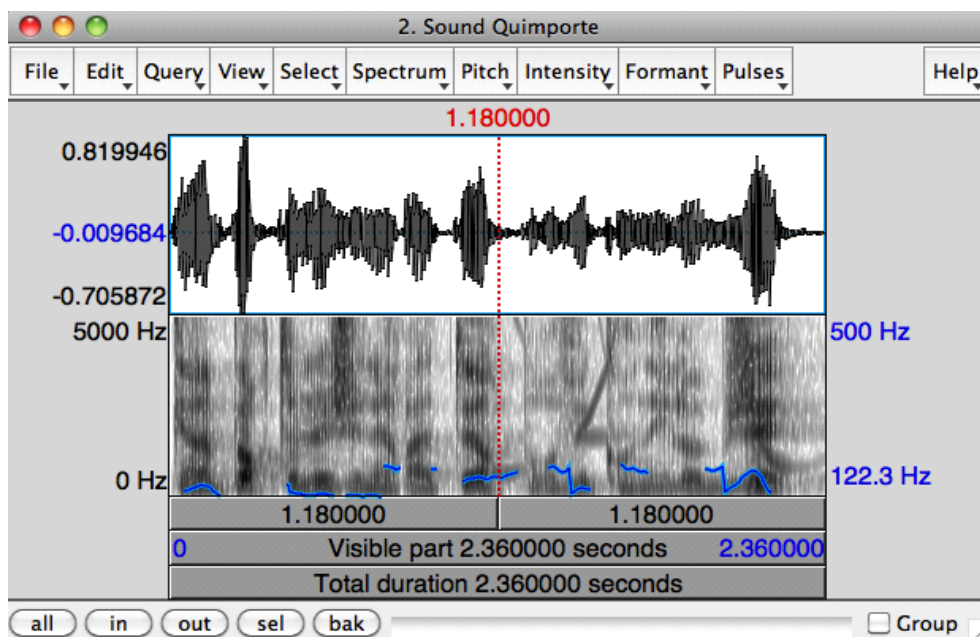 2. Sound Quimporte
File Edit Query View Select Spectrum Pitch Intensity Formant Pulses Help
1.180000
0.819946
-0.009684
-0.705872
5000 Hz 500 Hz
0 Hz 122.3 Hz
1.180000 1.180000
0 Visible part 2.360000 seconds 2.360000
Total duration 2.360000 seconds
all in out sel bak Group